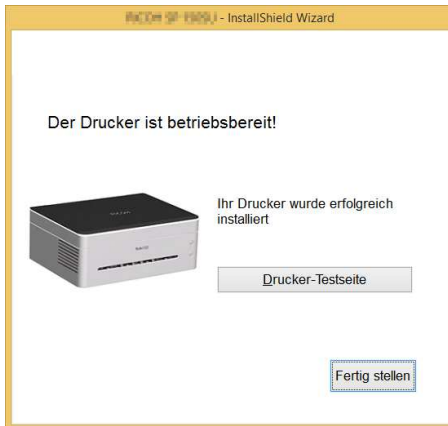 - InstallShield Wizard
Der Drucker ist betriebsbereit!
Ihr Drucker wurde erfolgreich
installiert
Drucker-Testseite
Fertig stellen